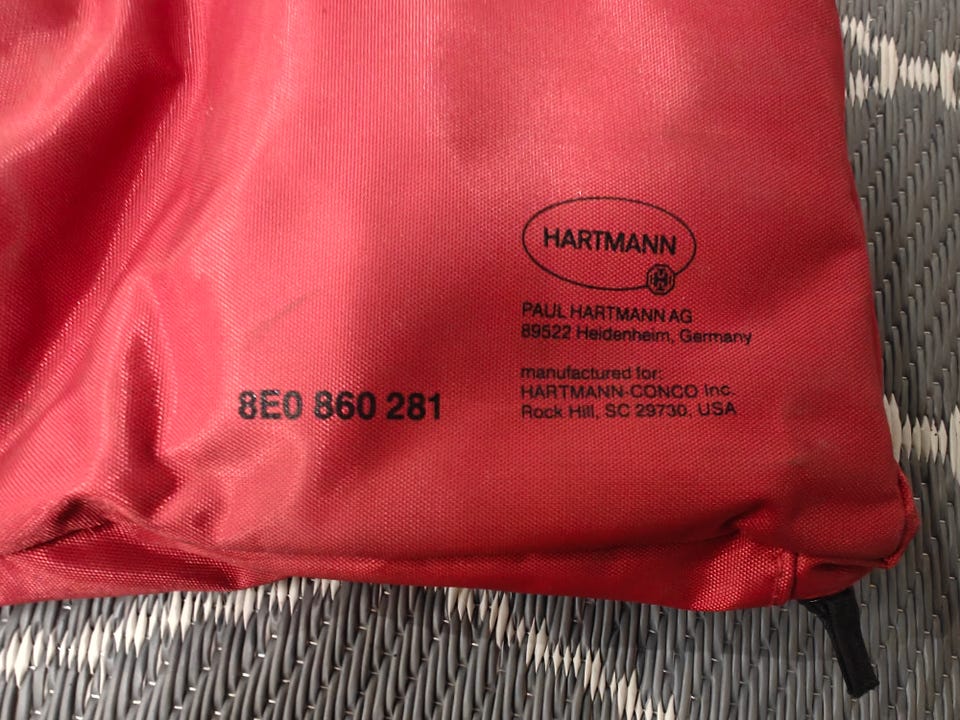 HARTMANN
PAUL HARTMANN AG
89522 Heidenheim, Germany
manufactured for:
HARTMANN-CONCO Inc.
Rock Hill, SC 29730, USA
8E0 860 281